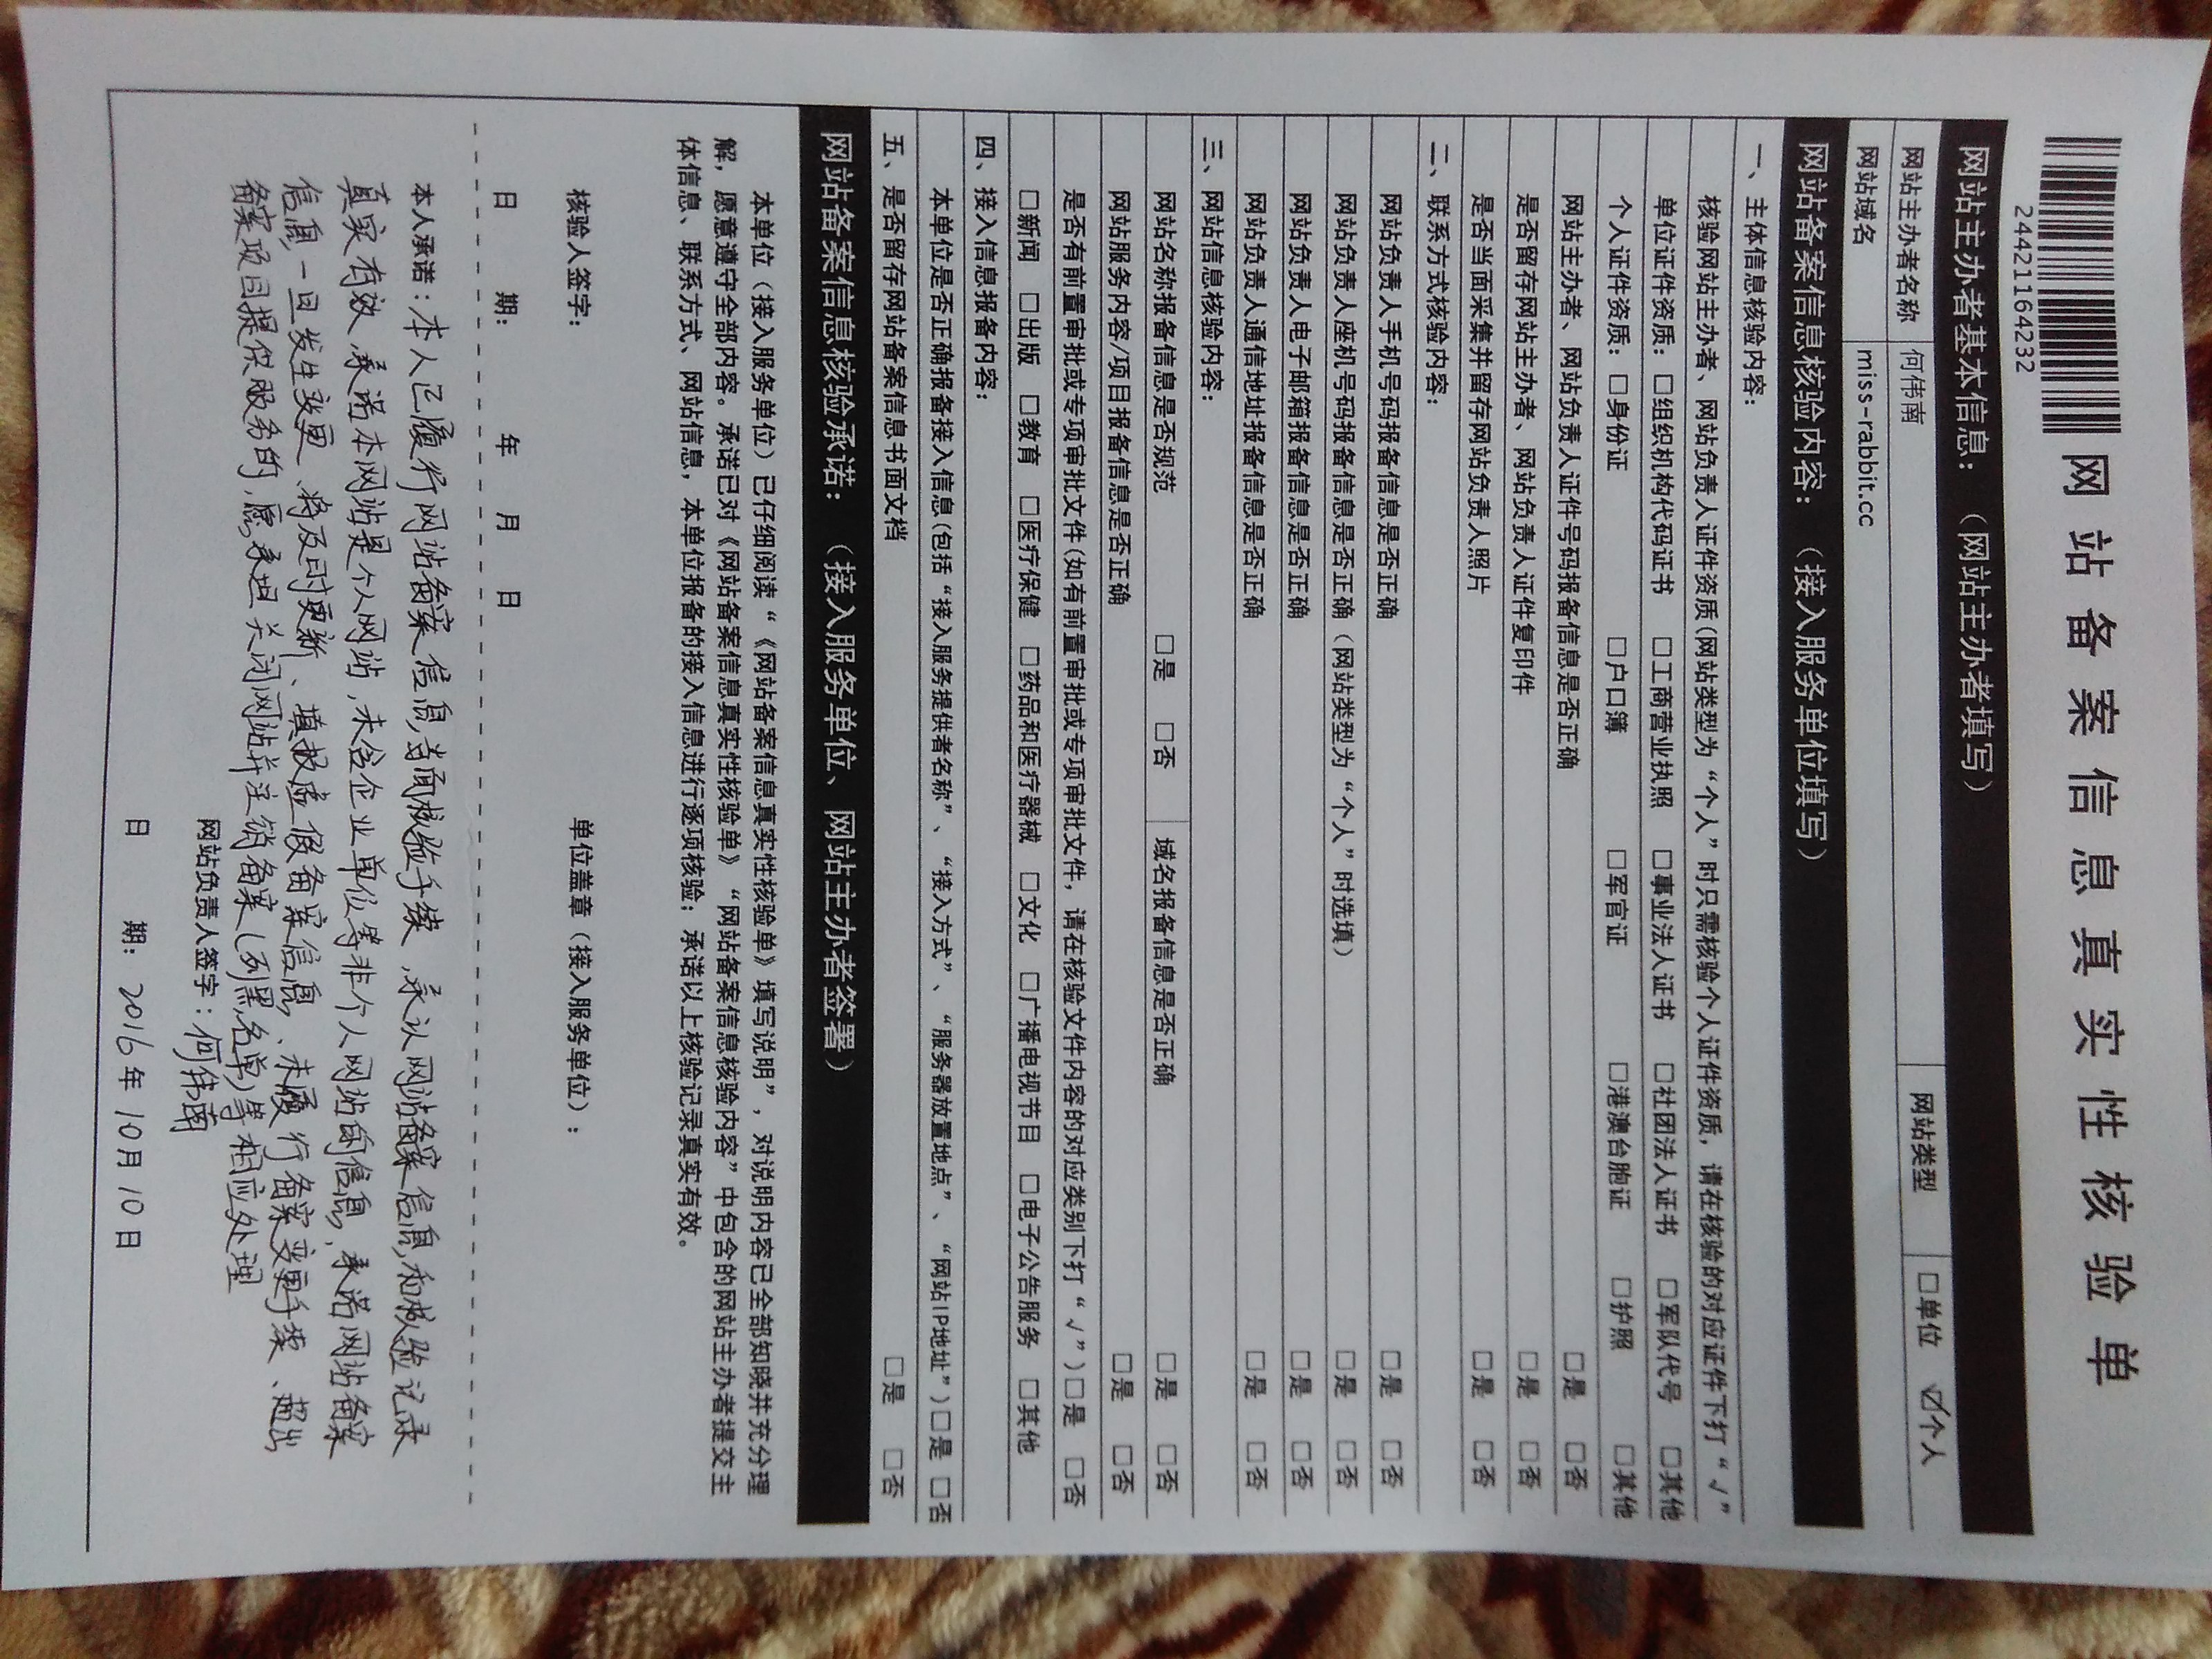 网站备案信息真实性核验单
24421164232
网站主办者基本信息：（网站主办者填写）
网站主办者名称 何伟南 网站类型 □单位 ☑个人
网站域名 miss-rabbit.cc
网站备案信息核验内容：（接入服务单位填写）
一、主体信息核验内容：
核验网站主办者、网站负责人证件资质(网站类型为“个人”时只需核验个人证件资质，请在核验的对应证件下打“√”
单位证件资质：□组织机构代码证书 □工商营业执照 □事业法人证书 □社团法人证书 □军队代号 □其他
个人证件资质：□身份证 □户口簿 □军官证 □港澳台胞证 □护照 □其他
网站主办者、网站负责人证件号码报备信息是否正确 □是 □否
是否留存网站主办者、网站负责人证件复印件 □是 □否
是否当面采集并留存网站负责人照片 □是 □否
二、联系方式核验内容：
网站负责人手机号码报备信息是否正确 □是 □否
网站负责人座机号码报备信息是否正确（网站类型为“个人”时选填） □是 □否
网站负责人电子邮箱报备信息是否正确 □是 □否
网站负责人通信地址报备信息是否正确 □是 □否
三、网站信息核验内容：
网站名称报备信息是否规范 □是 □否 域名报备信息是否正确 □是 □否
网站服务内容/项目报备信息是否正确 □是 □否
是否有前置审批或专项审批文件(如有前置审批或专项审批文件，请在核验文件内容的对应类别下打“√”) □是 □否
□新闻 □出版 □教育 □医疗保健 □药品和医疗器械 □文化 □广播电视节目 □电子公告服务 □其他
四、接入信息报备内容：
本单位是否正确报备接入信息(包括“接入服务提供者名称”、“接入方式”、“服务器放置地点”、“网站IP地址”) □是 □否
五、是否留存网站备案信息书面文档 □是 □否
网站备案信息核验承诺：（接入服务单位、网站主办者签署）
本单位（接入服务单位）已仔细阅读“《网站备案信息真实性核验单》填写说明”，对说明内容已全部知晓并充分理
解，愿意遵守全部内容。承诺已对《网站备案信息真实性核验单》“网站备案信息核验内容”中包含的网站主办者提交主
体信息、联系方式、网站信息，本单位报备的接入信息进行逐项核验；承诺以上核验记录真实有效。
核验人签字： 单位盖章（接入服务单位）：
日 期： 年 月 日
本人承诺：本人已履行网站备案信息当面核验手续，承认网站备案信息和核验记录
真实有效，承诺本网站是个人网站，未含企业单位等非个人网站的信息，承诺网站备案
信息一旦发生变更，将及时更新、填报虚假备案信息、未履行备案变更手续、超出
备案项目提供服务的，愿承担关闭网站并注销备案(列黑名单)等相应处理
网站负责人签字：何伟南
日 期：2016年10月10日